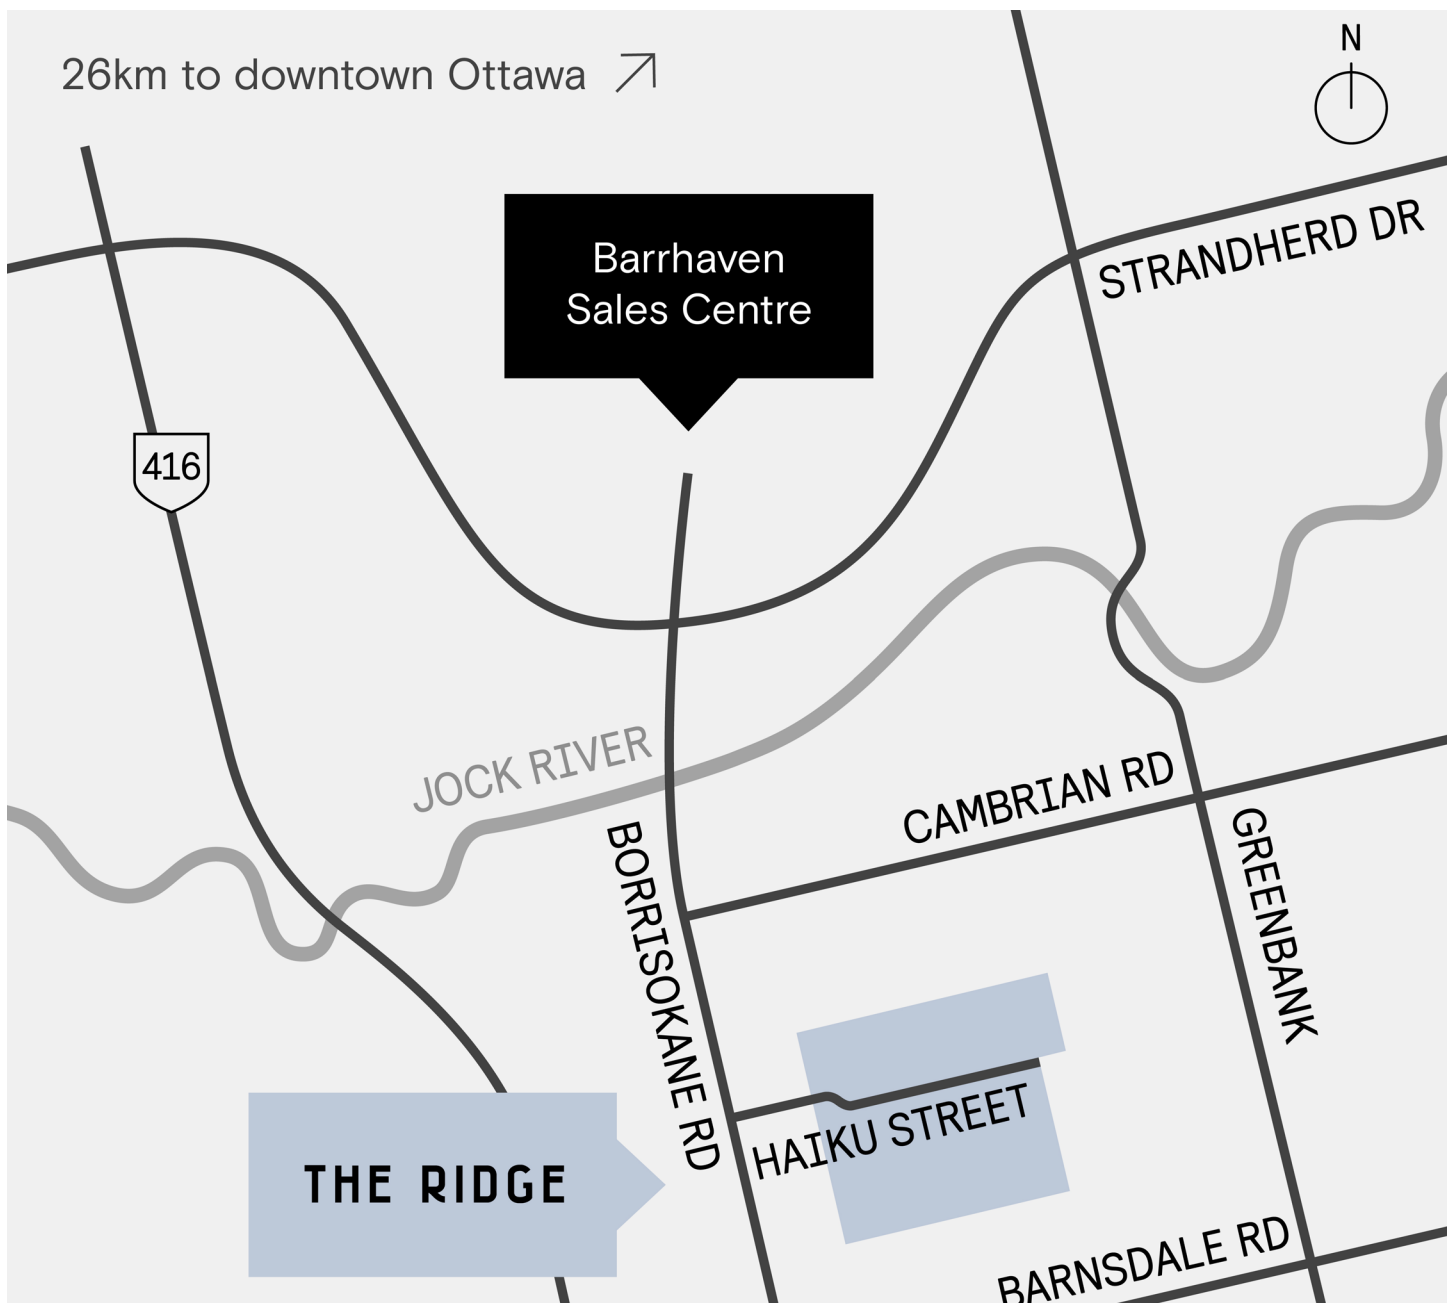 26km to downtown Ottawa
N
STRANDHERD DR
Barrhaven
Sales Centre
416
JOCK RIVER
CAMBRIAN RD
BORRISOKANE RD
GREENBANK
HAIKU STREET
THE RIDGE
BARNSDALE RD